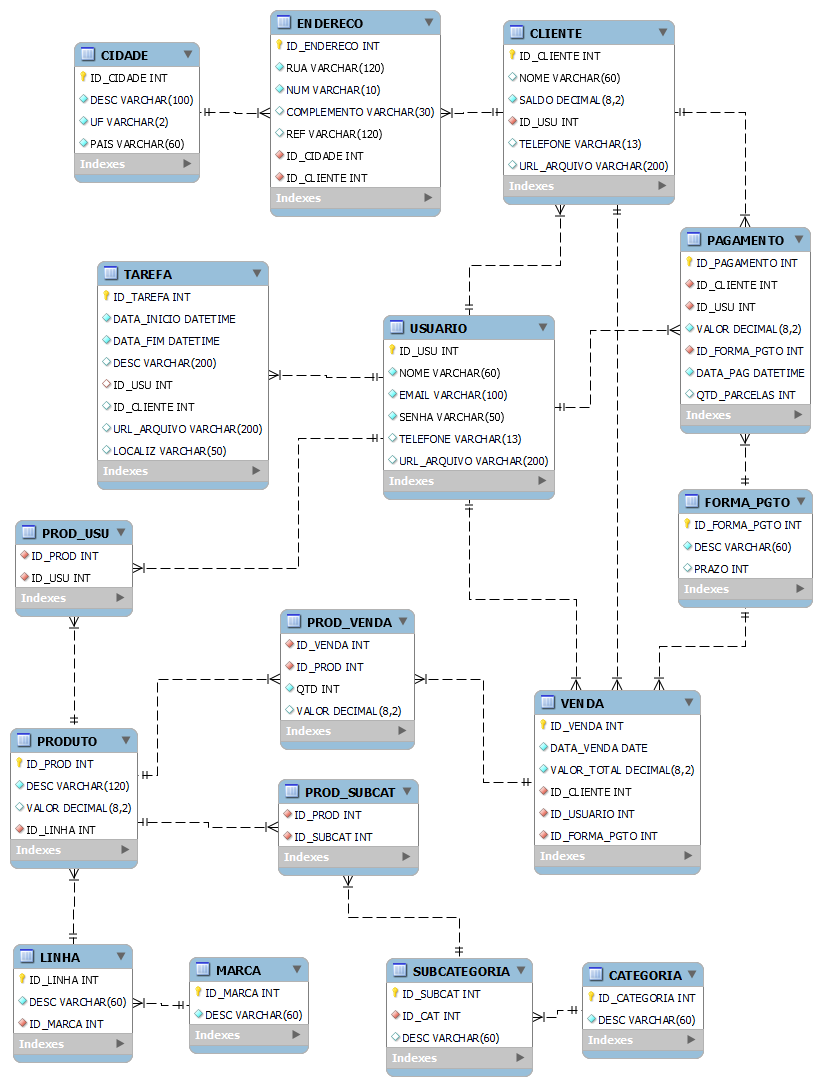 CIDADE
ID_CIDADE INT
DESC VARCHAR(100)
UF VARCHAR(2)
PAIS VARCHAR(60)
Indexes
ENDERECO
ID_ENDERECO INT
RUA VARCHAR(120)
NUM VARCHAR(10)
COMPLEMENTO VARCHAR(30)
REF VARCHAR(120)
ID_CIDADE INT
ID_CLIENTE INT
Indexes
CLIENTE
ID_CLIENTE INT
NOME VARCHAR(60)
SALDO DECIMAL(8,2)
ID_USU INT
TELEFONE VARCHAR(13)
URL_ARQUIVO VARCHAR(200)
Indexes
PAGAMENTO
ID_PAGAMENTO INT
ID_CLIENTE INT
ID_USU INT
VALOR DECIMAL(8,2)
ID_FORMA_PGTO INT
DATA_PAG DATETIME
QTD_PARCELAS INT
Indexes
TAREFA
ID_TAREFA INT
DATA_INICIO DATETIME
DATA_FIM DATETIME
DESC VARCHAR(200)
ID_USU INT
ID_CLIENTE INT
URL_ARQUIVO VARCHAR(200)
LOCALIZ VARCHAR(50)
Indexes
USUARIO
ID_USU INT
NOME VARCHAR(60)
EMAIL VARCHAR(100)
SENHA VARCHAR(50)
TELEFONE VARCHAR(13)
URL_ARQUIVO VARCHAR(200)
Indexes
FORMA_PGTO
ID_FORMA_PGTO INT
DESC VARCHAR(60)
PRAZO INT
Indexes
PROD_USU
ID_PROD INT
ID_USU INT
Indexes
PROD_VENDA
ID_VENDA INT
ID_PROD INT
QTD INT
VALOR DECIMAL(8,2)
Indexes
VENDA
ID_VENDA INT
DATA_VENDA DATE
VALOR_TOTAL DECIMAL(8,2)
ID_CLIENTE INT
ID_USUARIO INT
ID_FORMA_PGTO INT
Indexes
PRODUTO
ID_PROD INT
DESC VARCHAR(120)
VALOR DECIMAL(8,2)
ID_LINHA INT
Indexes
PROD_SUBCAT
ID_PROD INT
ID_SUBCAT INT
Indexes
LINHA
ID_LINHA INT
DESC VARCHAR(60)
ID_MARCA INT
Indexes
MARCA
ID_MARCA INT
DESC VARCHAR(60)
Indexes
SUBCATEGORIA
ID_SUBCAT INT
ID_CAT INT
DESC VARCHAR(60)
Indexes
CATEGORIA
ID_CATEGORIA INT
DESC VARCHAR(60)
Indexes